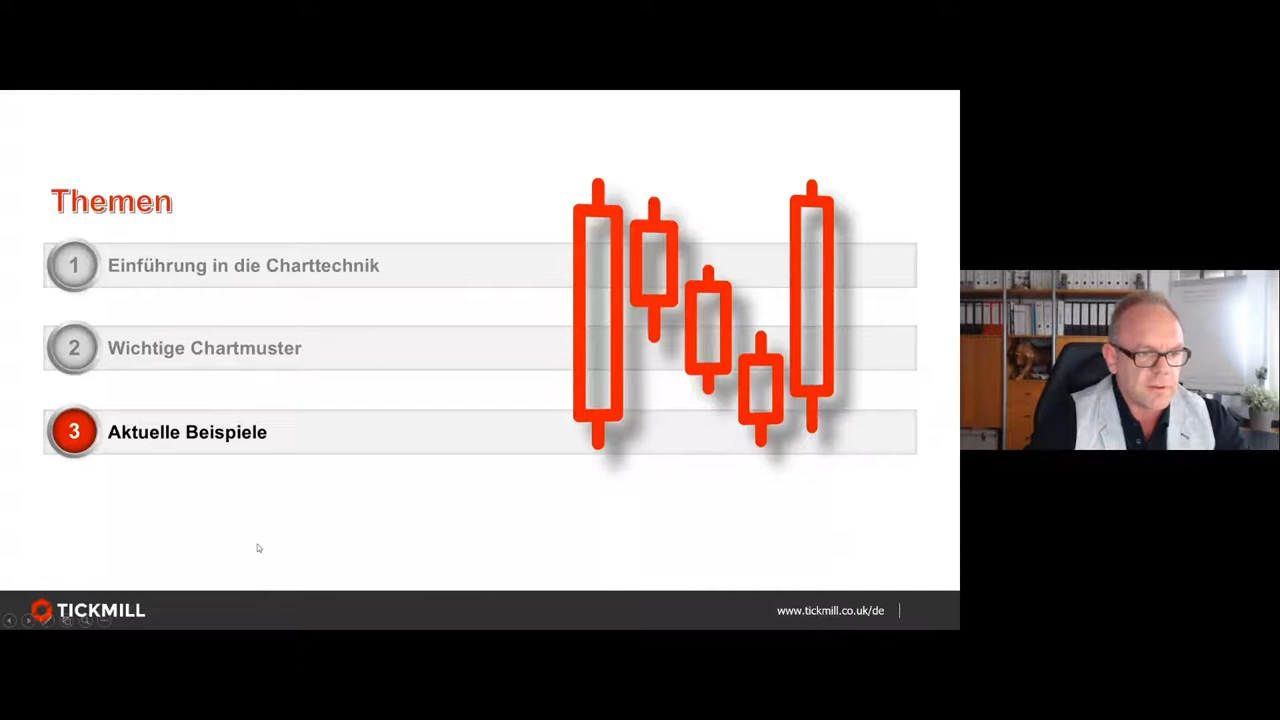 Themen
1 Einführung in die Charttechnik
2 Wichtige Chartmuster
3 Aktuelle Beispiele
TICKMILL
www.tickmill.co.uk/de